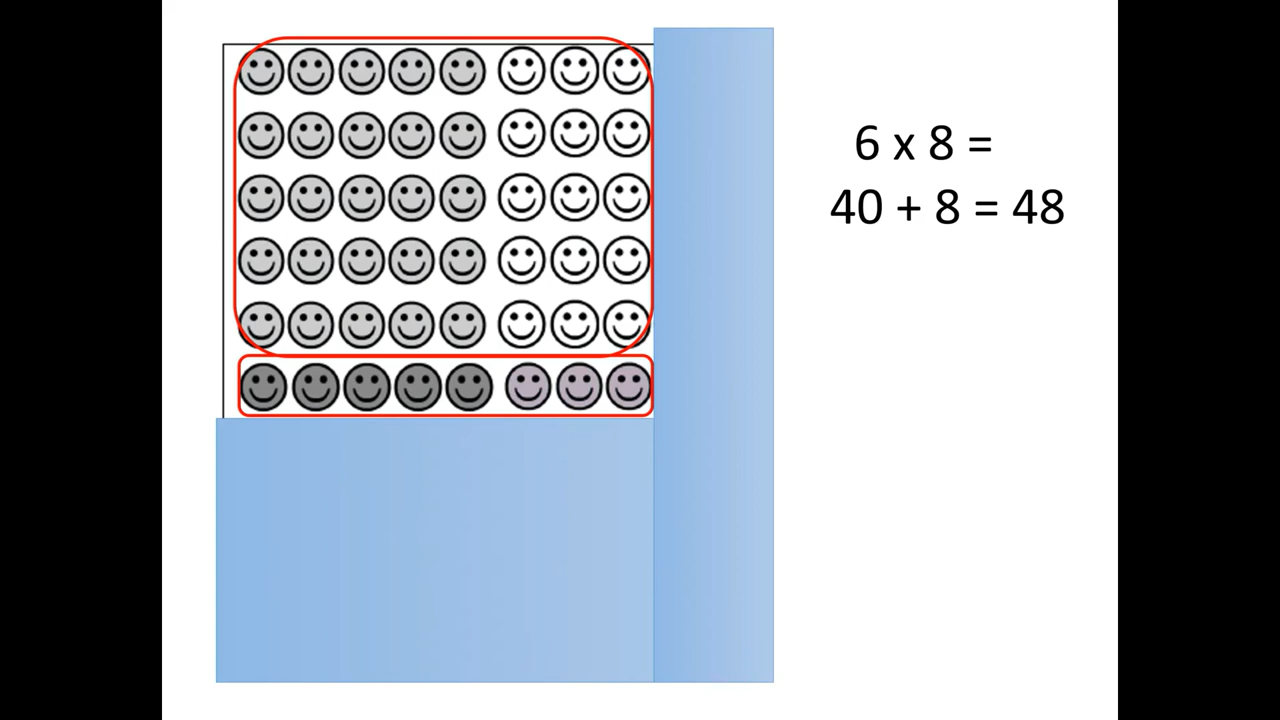 6 x 8 =
40 + 8 = 48